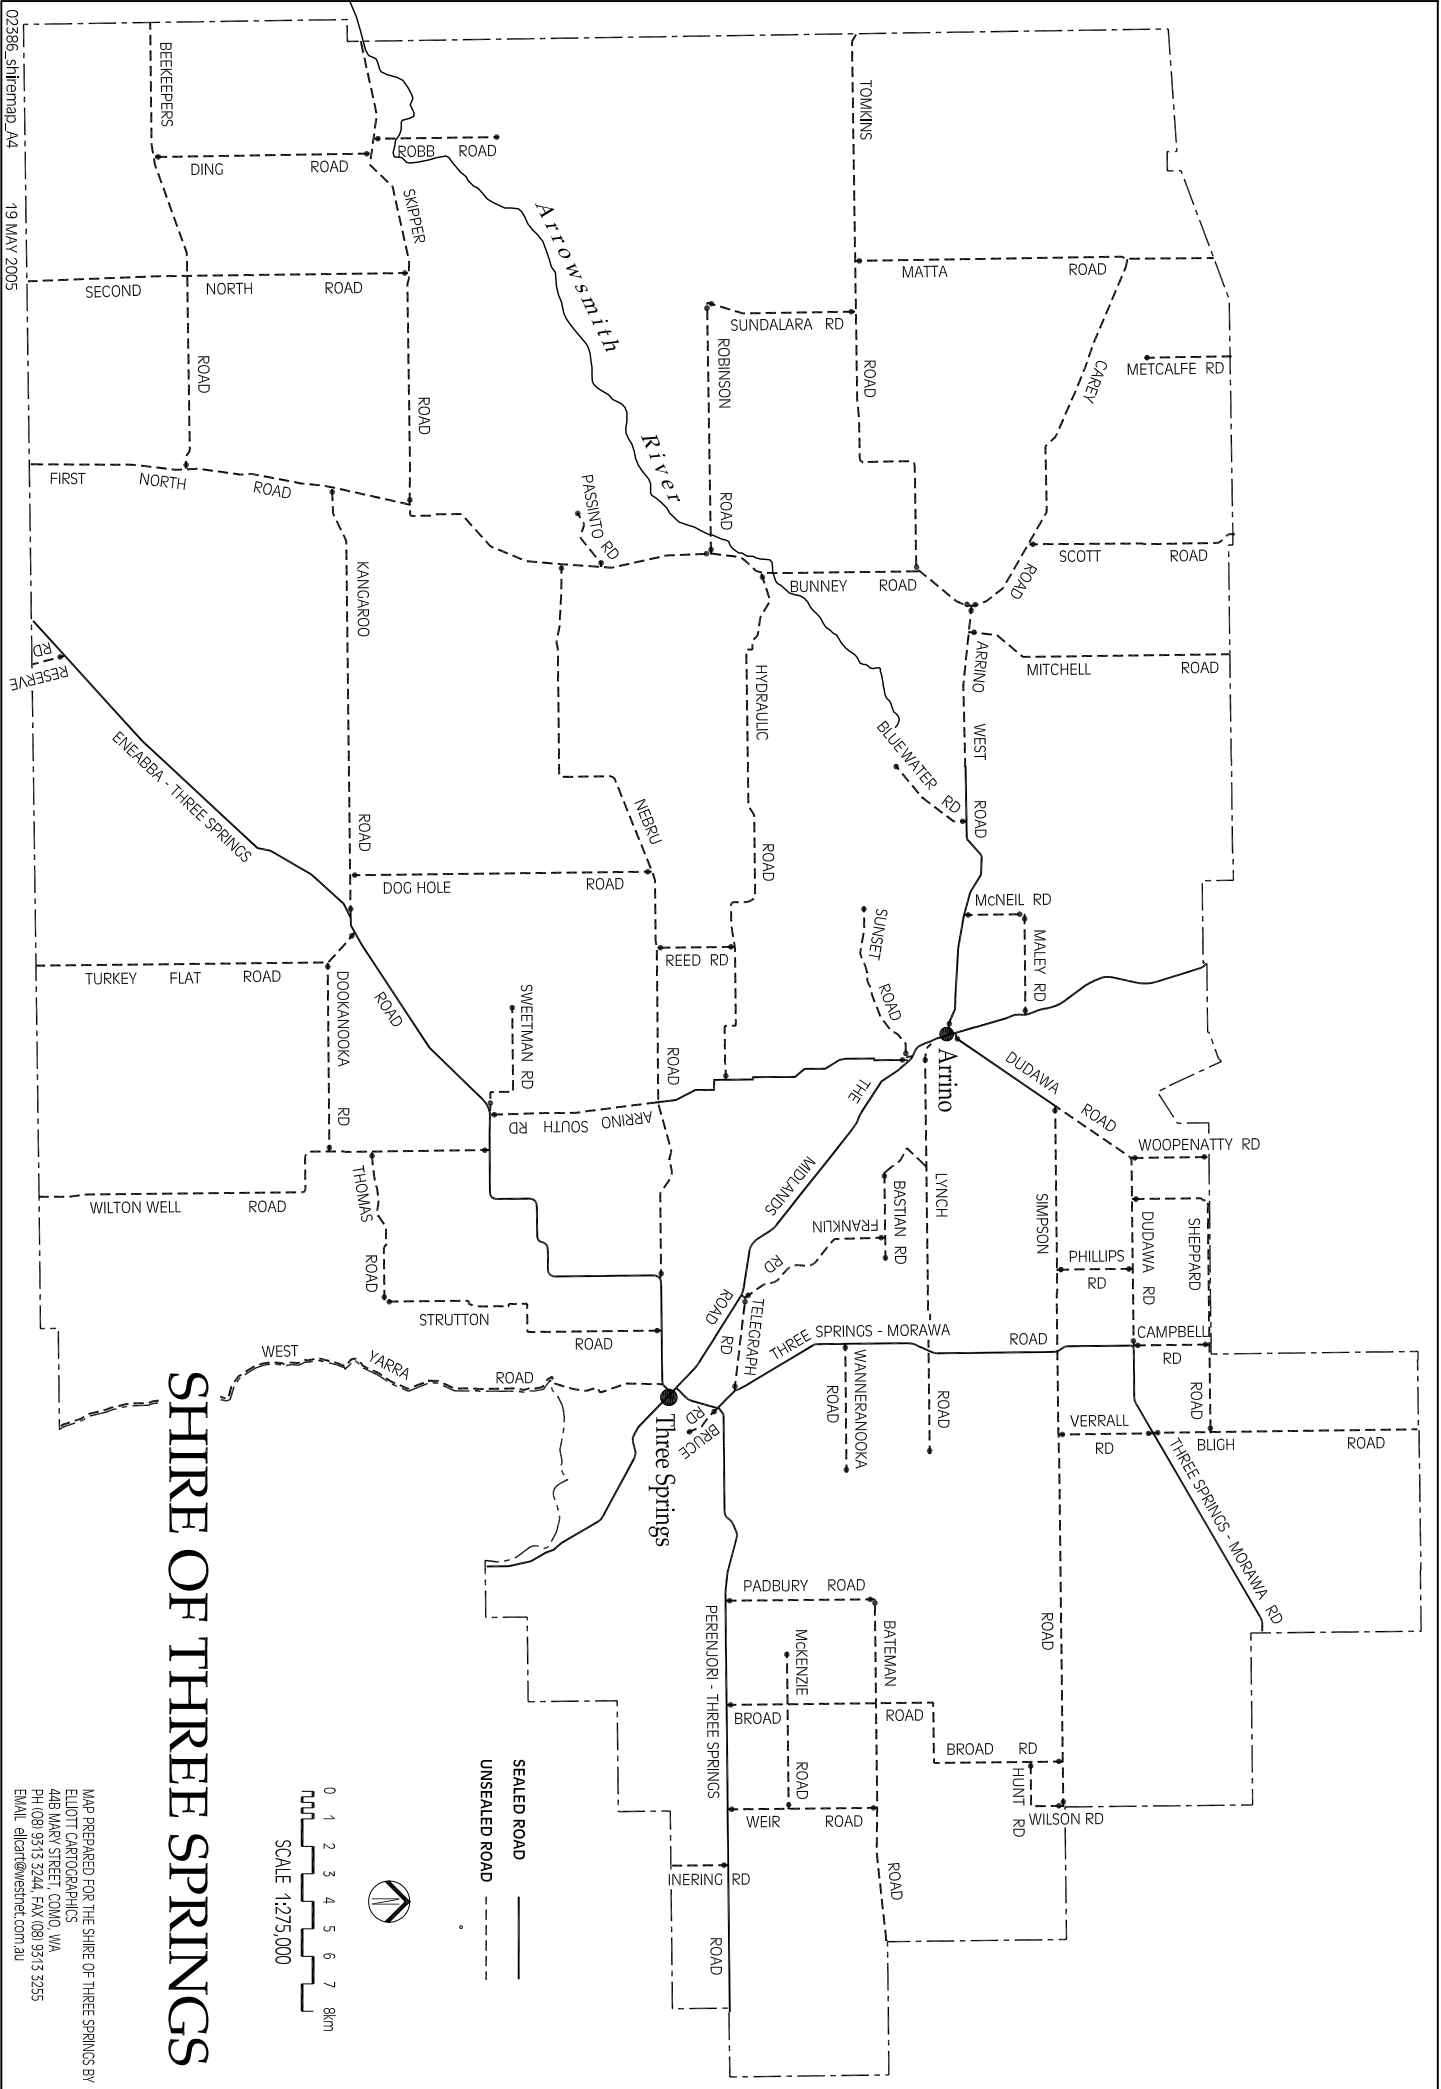 SHIRE OF THREE SPRINGS
02386_shiremap_A4
19 MAY 2005
BEEKEEPERS
ROAD
DING ROAD
ROBB ROAD
SKIPPER
ROAD
SECOND NORTH ROAD
FIRST NORTH ROAD
Arrowsmith
River
TOMKINS
ROAD
MATTA ROAD
SUNDALARA RD
ROBINSON
ROAD
CAREY
ROAD
METCALFE RD
SCOTT ROAD
PASSINTO RD
BUNNEY ROAD
MITCHELL ROAD
ARRINO WEST ROAD
KANGAROO
ROAD
HYDRAULIC
ROAD
BLUEWATER RD
RESERVE
RD
ENEABBA - THREE SPRINGS
ROAD
NEBRU
ROAD
DOG HOLE ROAD
McNEIL RD
MALEY RD
SUNSET
ROAD
REED RD
TURKEY FLAT ROAD
DOOKANOOKA RD
SWEETMAN RD
ARRINO SOUTH RD
Arrino
DUDAWA
ROAD
THE
MIDLANDS
ROAD
WOOPENATTY RD
LYNCH
ROAD
BASTIAN RD
FRANKLIN
RD
SIMPSON
ROAD
DUDAWA RD
SHEPPARD
ROAD
PHILLIPS
RD
WILTON WELL ROAD
THOMAS
ROAD
STRUTTON
ROAD
TELEGRAPH
RD
THREE SPRINGS - MORAWA
ROAD
CAMPBELL
RD
WANNERANOOKA
ROAD
WEST
YARRA
ROAD
Three Springs
BRUCE
RD
VERRALL
RD
BLIGH ROAD
THREE SPRINGS - MORAWA RD
PADBURY ROAD
BATEMAN
ROAD
McKENZIE
ROAD
PERENJORI - THREE SPRINGS
ROAD
BROAD ROAD
BROAD RD
HUNT RD
WILSON RD
WEIR ROAD
INERING RD
SEALED ROAD
UNSEALED ROAD
N
0 1 2 3 4 5 6 7 8km
SCALE 1:275,000
MAP PREPARED FOR THE SHIRE OF THREE SPRINGS BY
ELLIOTT CARTOGRAPHICS
44B MARY STREET, COMO, WA
PH (08) 9313 3244, FAX (08) 9313 3255
EMAIL ellcart@westnet.com.au